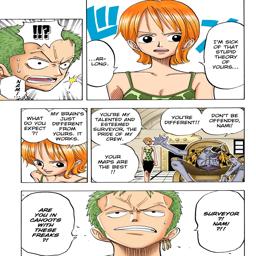 !!?
I'M SICK
OF THAT
STUPID
THEORY
OF
YOURS...
...AR-
LONG.
DON'T BE
OFFENDED,
NAMI!
YOU'RE
DIFFERENT!!
YOU'RE MY
TALENTED AND
ESTEEMED
SURVEYOR, THE
PRIDE OF MY
CREW.
YOUR
MAPS ARE
THE BEST
!!
MY BRAIN'S
JUST
DIFFERENT
FROM YOURS.
IT WORKS.
WHAT
DO YOU
EXPECT
?!
SURVEYOR
?!
NAMI
?!!
ARE YOU
IN CAHOOTS
WITH
THESE
FREAKS
?!